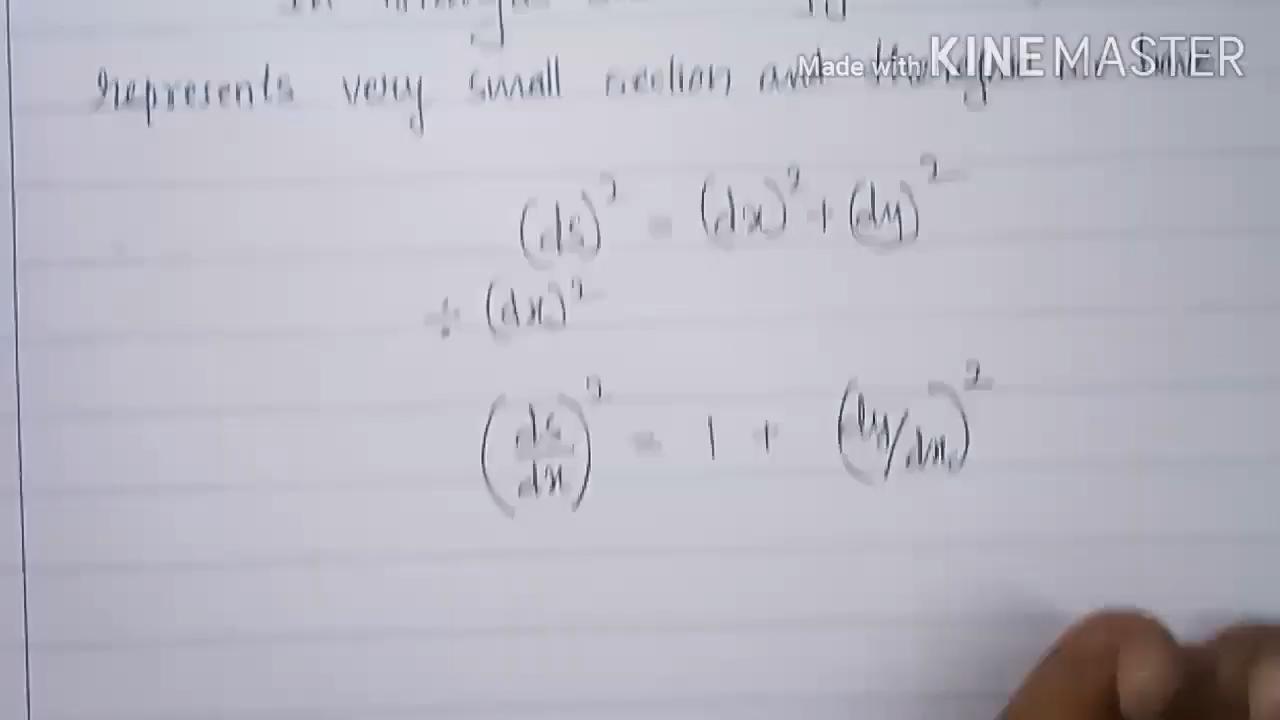 Made with KINEMASTER
represents very small section and
(ds)² = (dx)² + (dy)²
÷ (dx)²
(ds/dx)² = 1 + (dy/dx)²